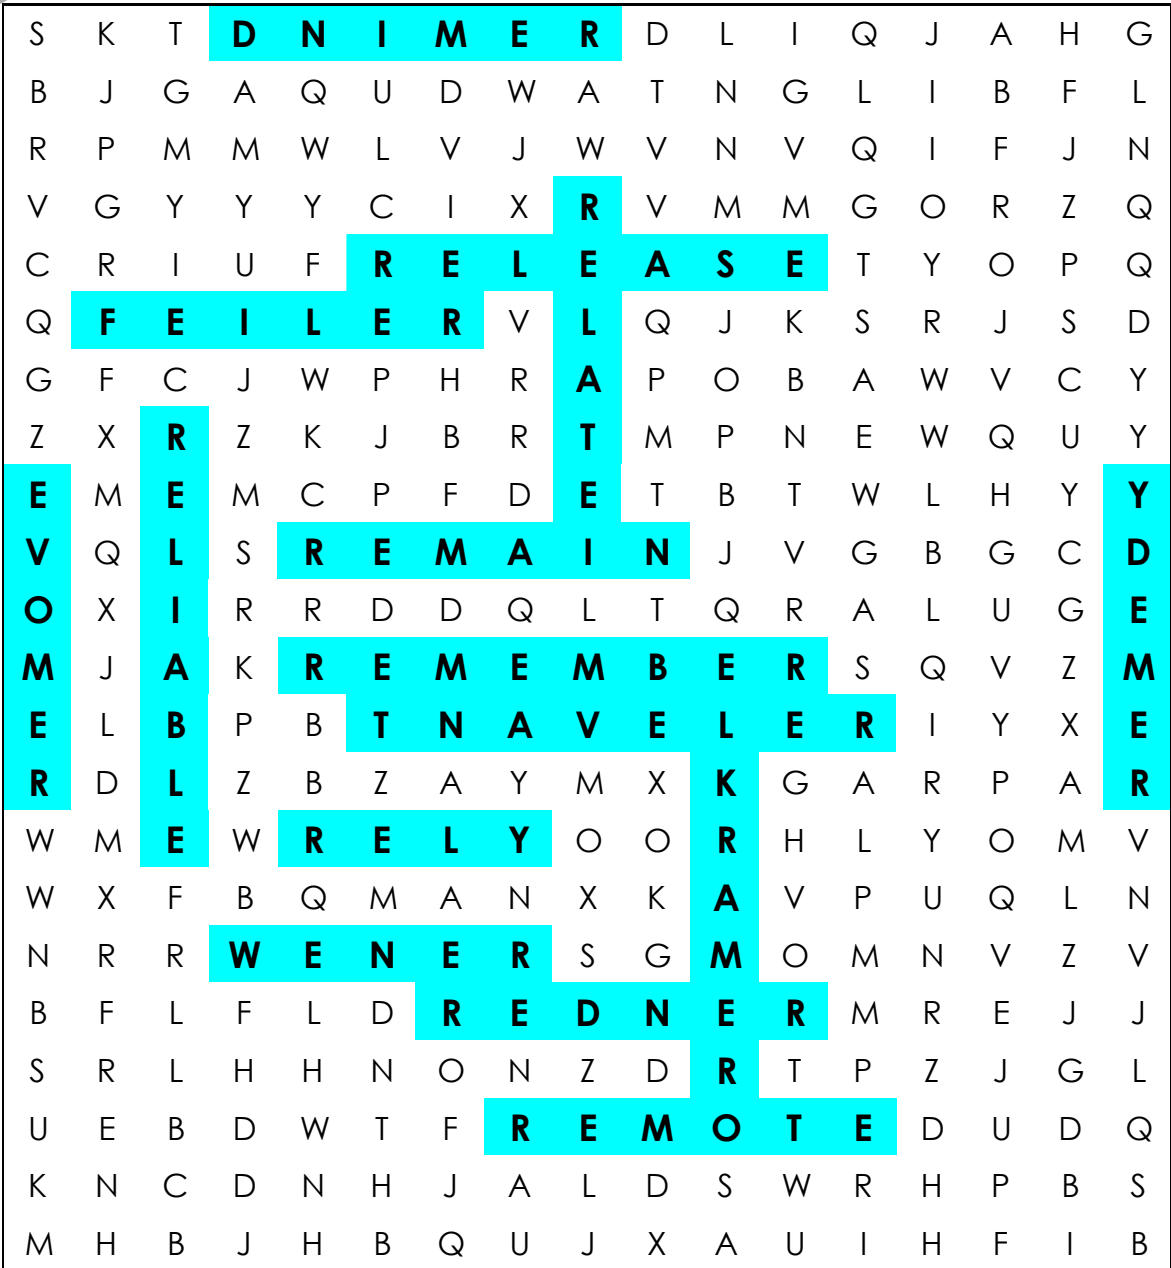 S K T D N I M E R D L I Q J A H G
B J G A Q U D W A T N G L I B F L
R P M M W L V J W V N V Q I F J N
V G Y Y Y C I X R V M M G O R Z Q
C R I U F R E L E A S E T Y O P Q
Q F E I L E R V L Q J K S R J S D
G F C J W P H R A P O B A W V C Y
Z X R Z K J B R T M P N E W Q U Y
E M E M C P F D E T B T W L H Y Y
V Q L S R E M A I N J V G B G C D
O X I R R D D Q L T Q R A L U G E
M J A K R E M E M B E R S Q V Z M
E L B P B T N A V E L E R I Y X E
R D L Z B Z A Y M X K G A R P A R
W M E W R E L Y O O R H L Y O M V
W X F B Q M A N X K A V P U Q L N
N R R W E N E R S G M O M N V Z V
B F L F L D R E D N E R M R E J J
S R L H H N O N Z D R T P Z J G L
U E B D W T F R E M O T E D U D Q
K N C D N H J A L D S W R H P B S
M H B J H B Q U J X A U I H F I B